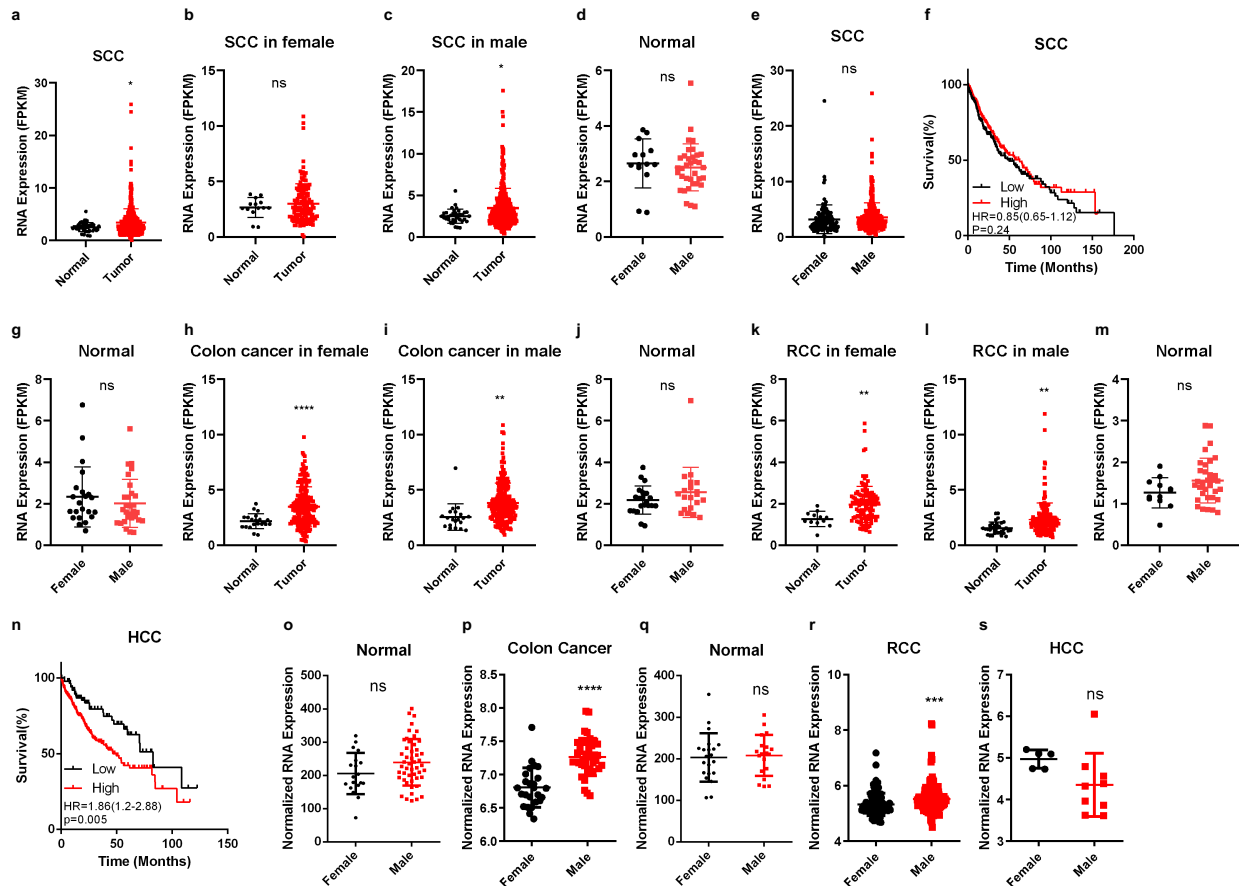 a
SCC
RNA Expression (FPKM)
30
20
10
0
*
Normal
Tumor
b
SCC in female
RNA Expression (FPKM)
15
10
5
0
ns
Normal
Tumor
c
SCC in male
RNA Expression (FPKM)
20
15
10
5
0
*
Normal
Tumor
d
Normal
RNA Expression (FPKM)
6
4
2
0
ns
Female
Male
e
SCC
RNA Expression (FPKM)
30
20
10
0
ns
Female
Male
f
SCC
Survival(%)
100
50
0
Low
High
HR=0.85(0.65-1.12)
P=0.24
0
50
100
150
200
Time (Months)
g
Normal
RNA Expression (FPKM)
8
6
4
2
0
ns
Female
Male
h
Colon cancer in female
RNA Expression (FPKM)
15
10
5
0
****
Normal
Tumor
i
Colon cancer in male
RNA Expression (FPKM)
15
10
5
0
**
Normal
Tumor
j
Normal
RNA Expression (FPKM)
8
6
4
2
0
ns
Female
Male
k
RCC in female
RNA Expression (FPKM)
8
6
4
2
0
**
Normal
Tumor
l
RCC in male
RNA Expression (FPKM)
15
10
5
0
**
Normal
Tumor
m
Normal
RNA Expression (FPKM)
4
3
2
1
0
ns
Female
Male
n
HCC
Survival(%)
100
50
0
Low
High
HR=1.86(1.2-2.88)
p=0.005
0
50
100
150
Time (Months)
o
Normal
Normalized RNA Expression
500
400
300
200
100
0
ns
Female
Male
p
Colon Cancer
Normalized RNA Expression
8.5
8.0
7.5
7.0
6.5
6.0
****
Female
Male
q
Normal
Normalized RNA Expression
400
300
200
100
0
ns
Female
Male
r
RCC
Normalized RNA Expression
10
8
6
4
***
Female
Male
s
HCC
Normalized RNA Expression
7
6
5
4
3
ns
Female
Male